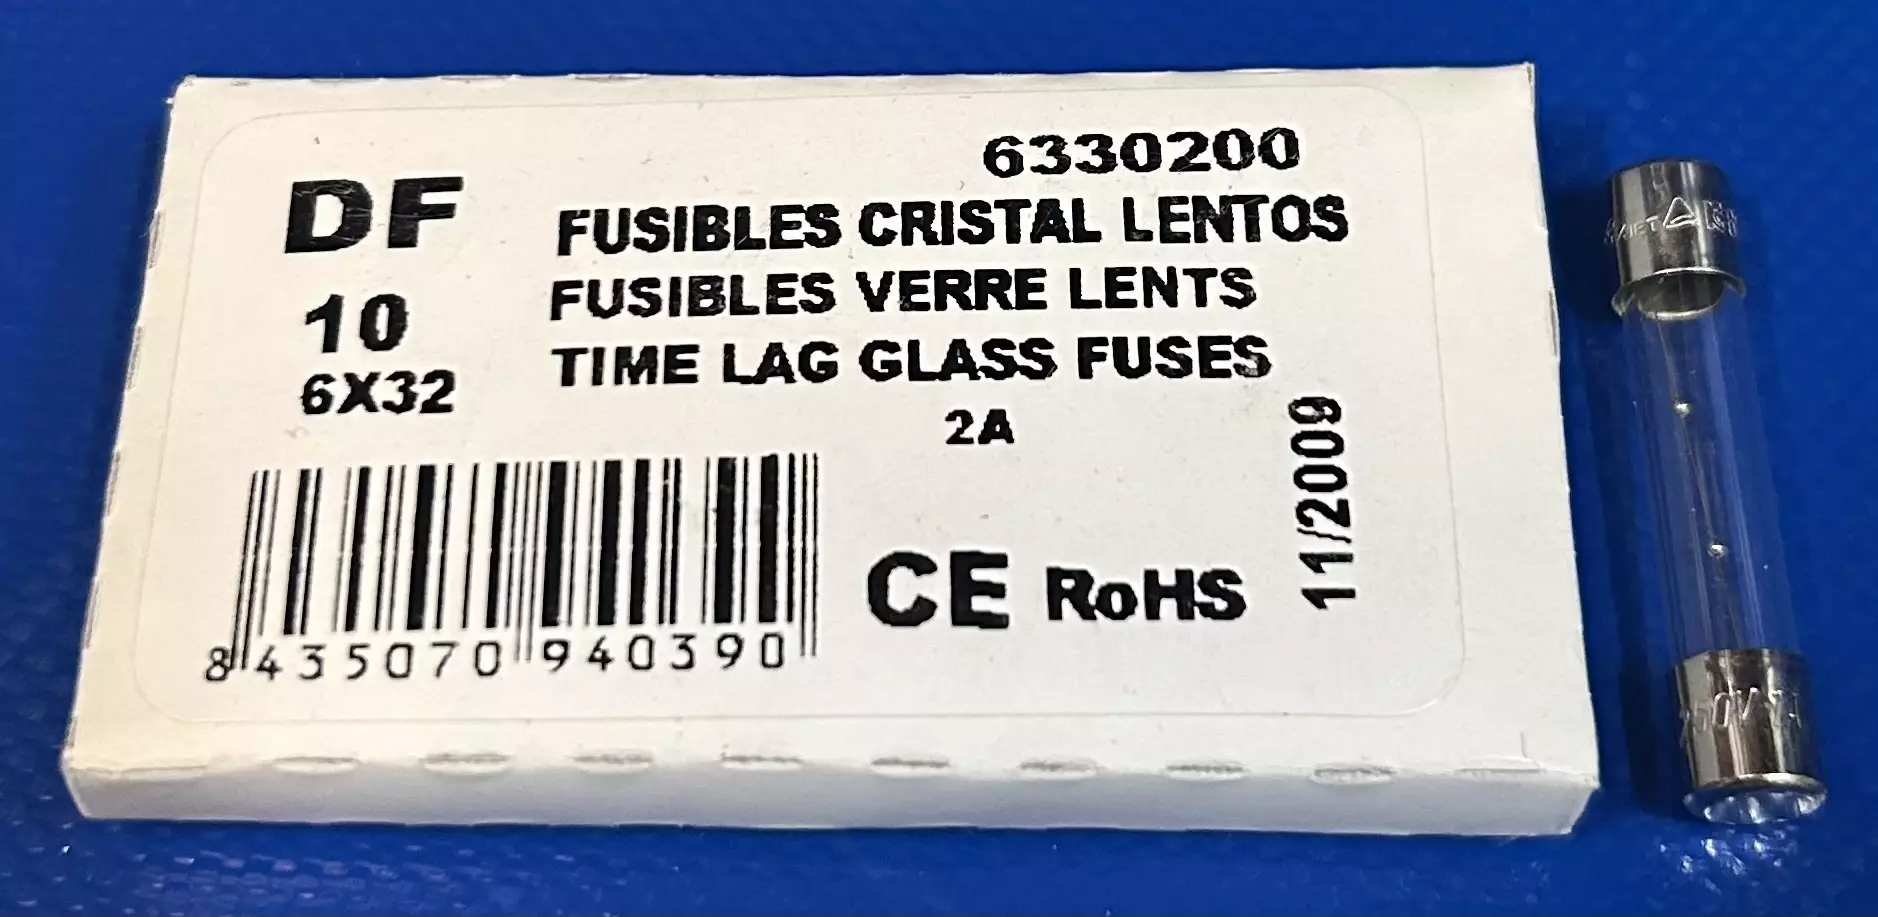 DF
10
6X32
6330200
FUSIBLES CRISTAL LENTOS
FUSIBLES VERRE LENTS
TIME LAG GLASS FUSES
2A
11/2009
8 435070 940390
CE RoHS